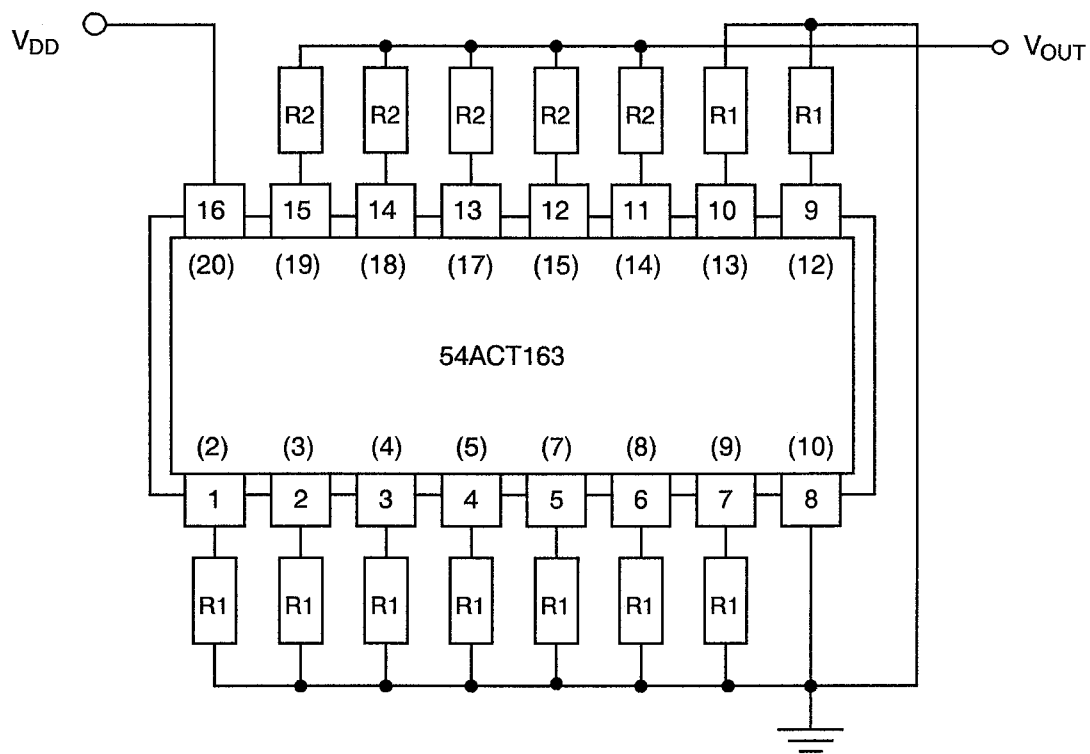 V_DD
V_OUT
R2 R2 R2 R2 R2 R1 R1
16 15 14 13 12 11 10 9
(20) (19) (18) (17) (15) (14) (13) (12)
54ACT163
(2) (3) (4) (5) (7) (8) (9) (10)
1 2 3 4 5 6 7 8
R1 R1 R1 R1 R1 R1 R1